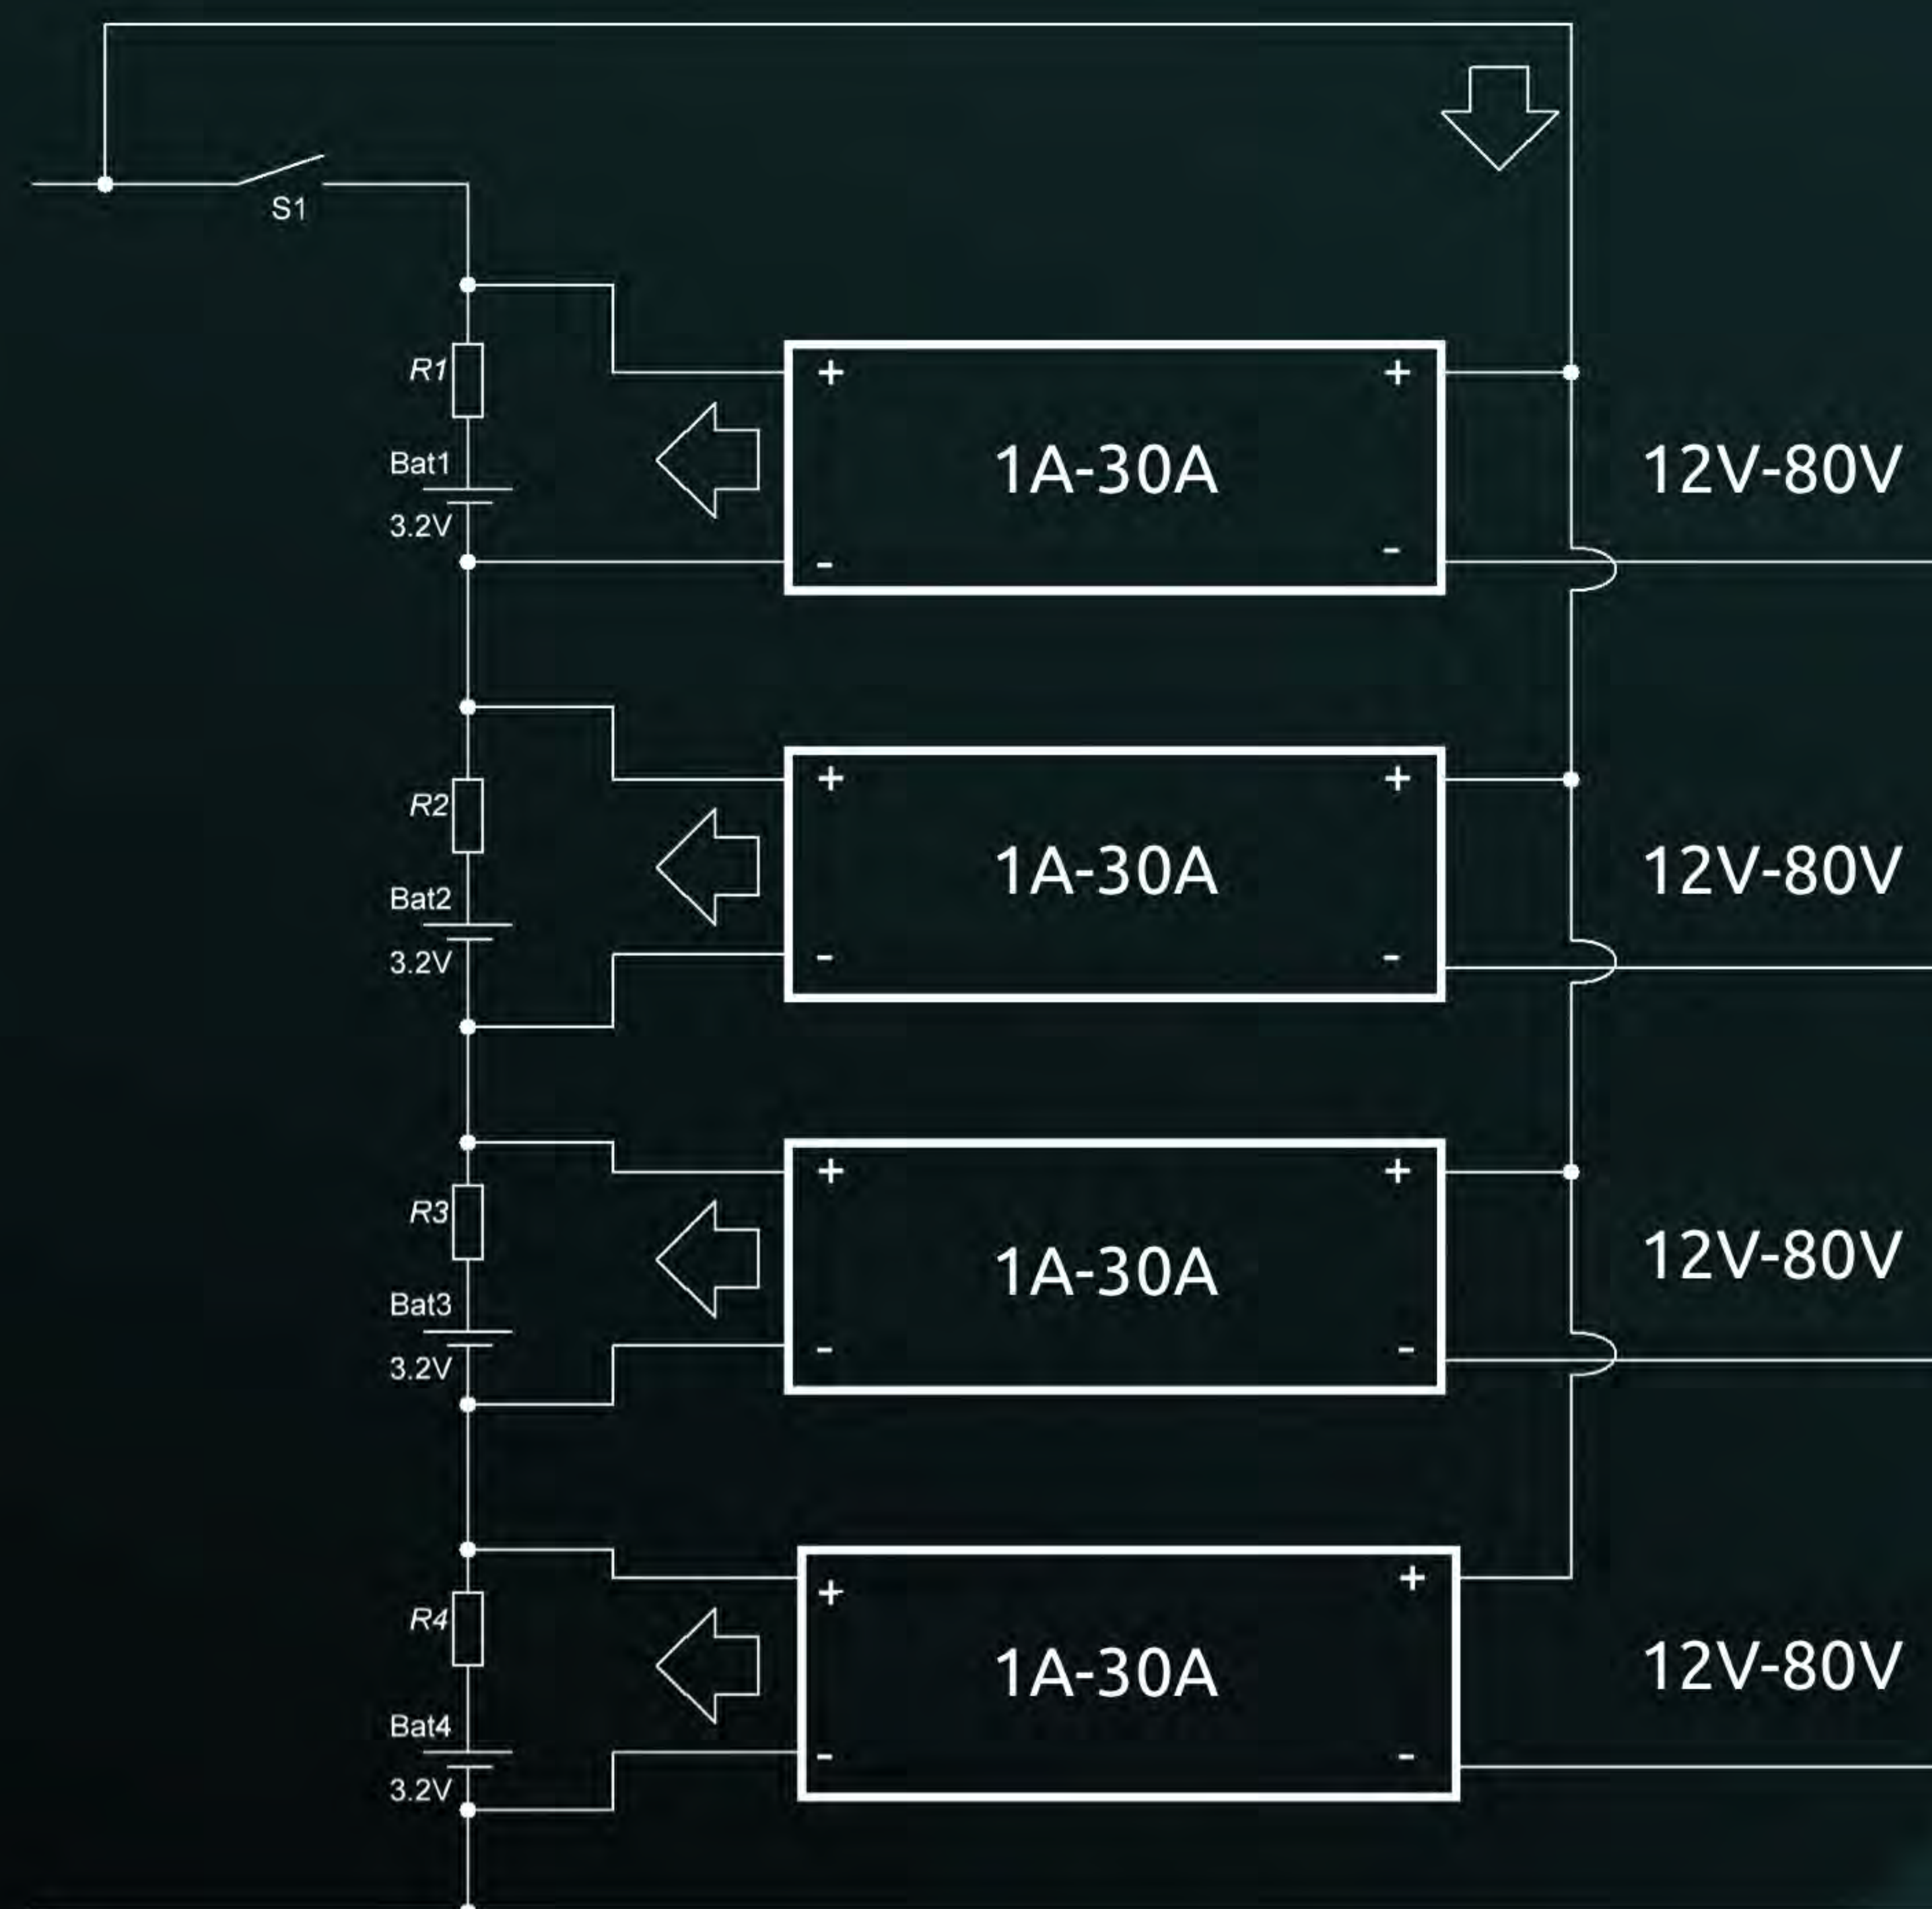 S1
+ +
R1
1A-30A
12V-80V
Bat1
3.2V
- -
+ +
R2
1A-30A
12V-80V
Bat2
3.2V
- -
+ +
R3
1A-30A
12V-80V
Bat3
3.2V
- -
+ +
R4
1A-30A
12V-80V
Bat4
3.2V
- -